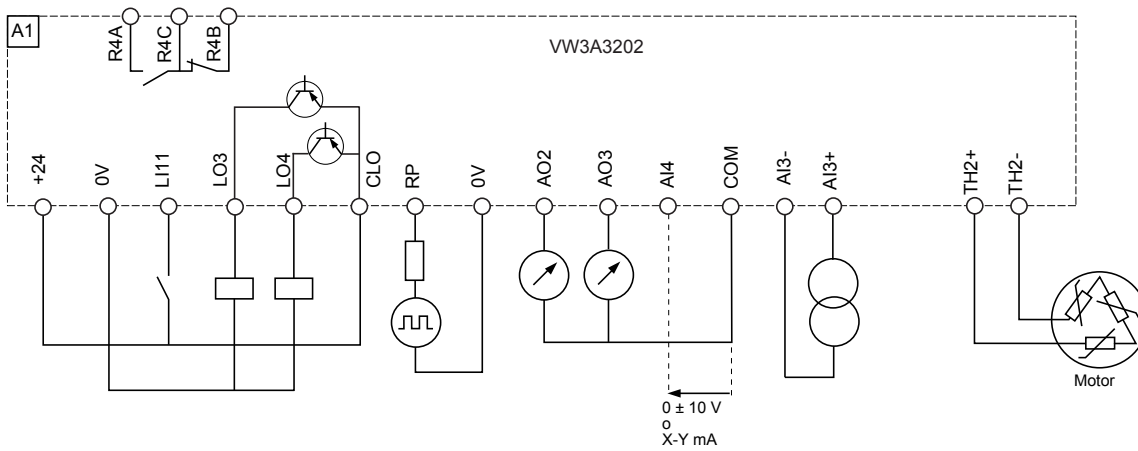 A1
R4A
R4C
R4B
VW3A3202
+24
0V
LI11
LO3
LO4
CLO
RP
0V
AO2
AO3
AI4
COM
AI3-
AI3+
TH2+
TH2-
0 ± 10 V
o
X-Y mA
Motor